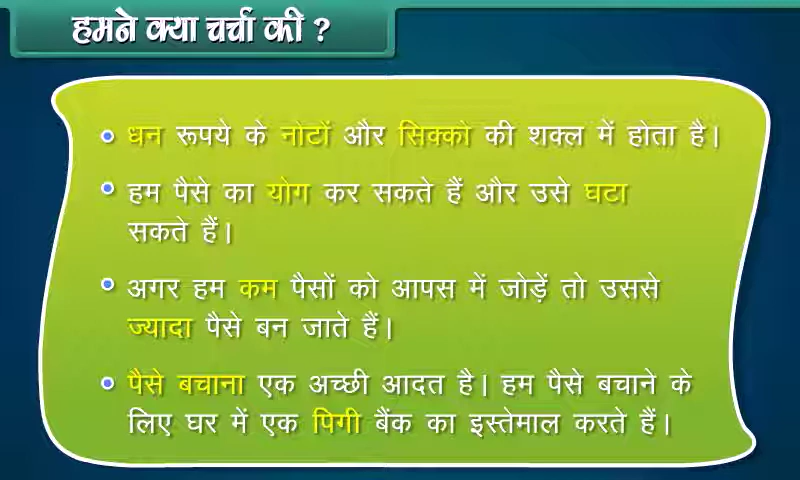 हमने क्या चर्चा की ?
धन रूपये के नोटों और सिक्को की शक्ल में होता है।
हम पैसे का योग कर सकते हैं और उसे घटा
सकते हैं।
अगर हम कम पैसों को आपस में जोड़ें तो उससे
ज्यादा पैसे बन जाते हैं।
पैसे बचाना एक अच्छी आदत है। हम पैसे बचाने के
लिए घर में एक पिगी बैंक का इस्तेमाल करते हैं।